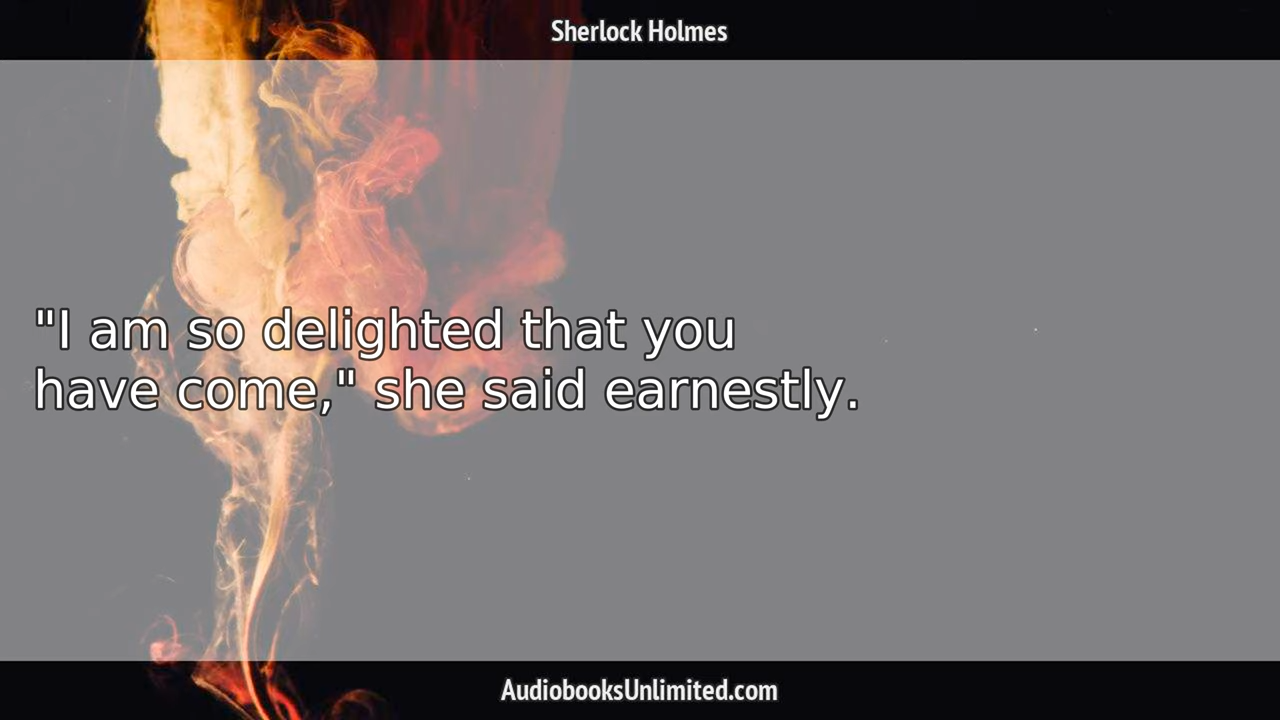 Sherlock Holmes
"I am so delighted that you
have come," she said earnestly.
AudiobooksUnlimited.com